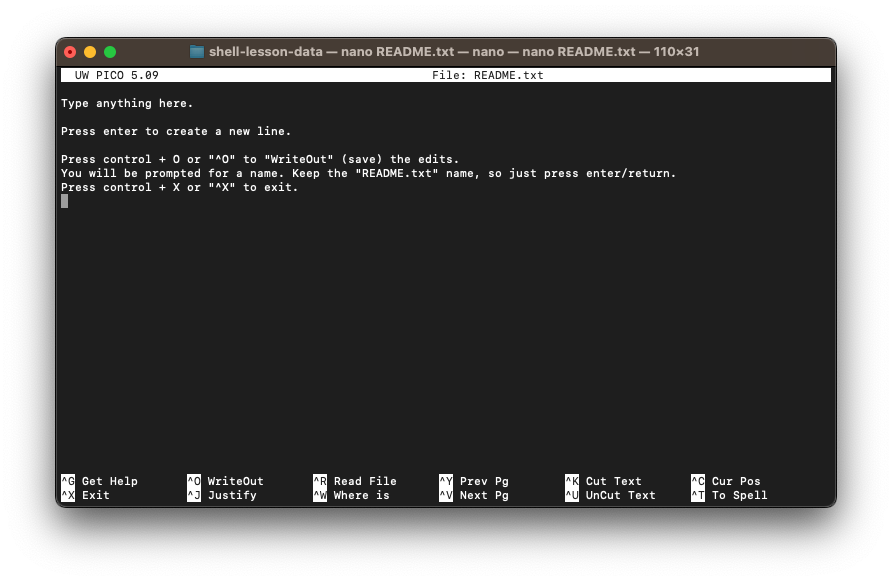 shell-lesson-data — nano README.txt — nano — nano README.txt — 110×31
UW PICO 5.09 File: README.txt
Type anything here.
Press enter to create a new line.
Press control + O or "^O" to "WriteOut" (save) the edits.
You will be prompted for a name. Keep the "README.txt" name, so just press enter/return.
Press control + X or "^X" to exit.
^G Get Help ^O WriteOut ^R Read File ^Y Prev Pg ^K Cut Text ^C Cur Pos
^X Exit ^J Justify ^W Where is ^V Next Pg ^U UnCut Text ^T To Spell